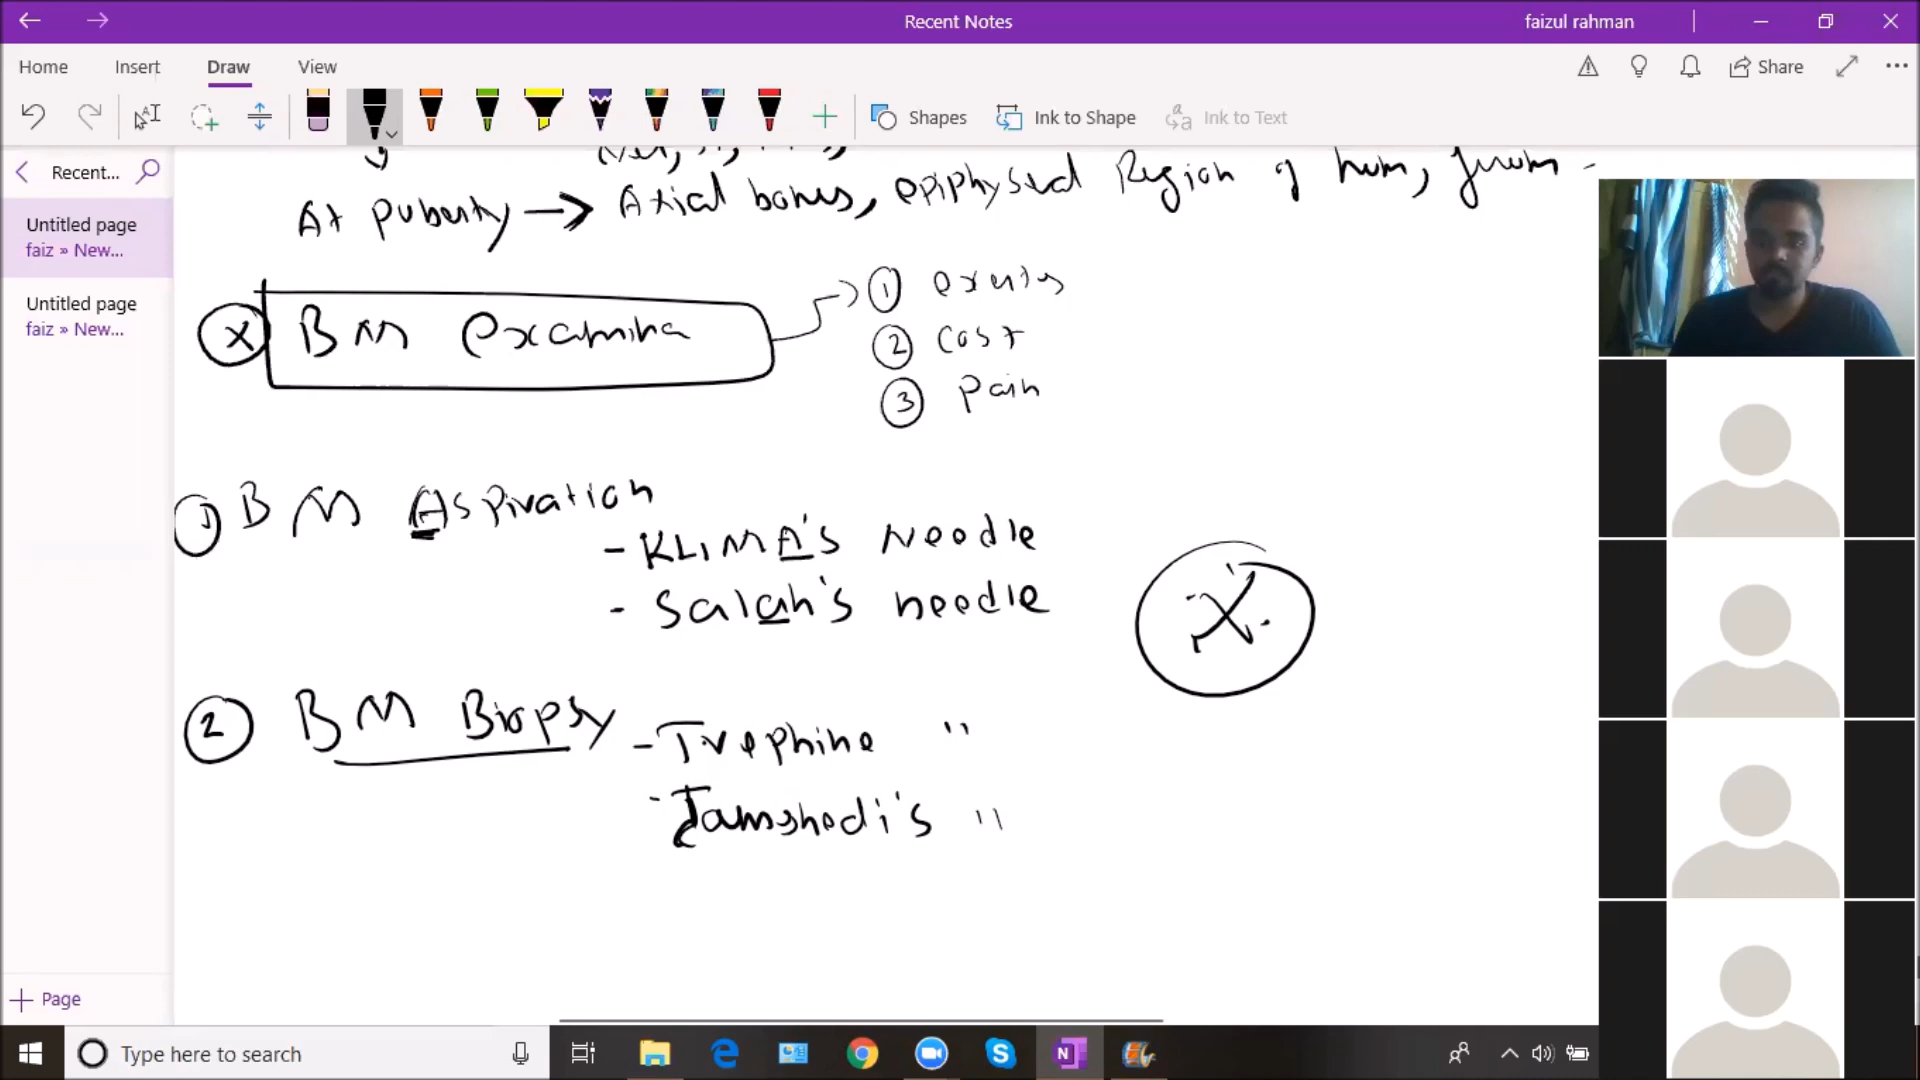 Recent Notes
faizul rahman
Home Insert Draw View
Share
Shapes Ink to Shape Ink to Text
Recent...
Untitled page
faiz » New...
Untitled page
faiz » New...
At puberty → Axial bones, epiphyseal Region of hum,
x BM examina
1
2 Cost
3 Pain
1 BM Aspiration
- KLIMA's Needle
- Salah's needle
2 BM Biopsy - Trephine "
- Jamshedi's "
X
+ Page
Type here to search